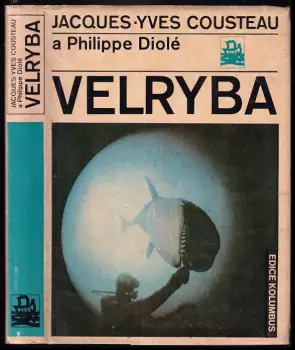 JACQUES-YVES COUSTEAU
a Philippe Diolé
VELRYBA
JACQUES-YVES COUSTEAU
a Philippe Diolé
VELRYBA
EDICE KOLUMBUS